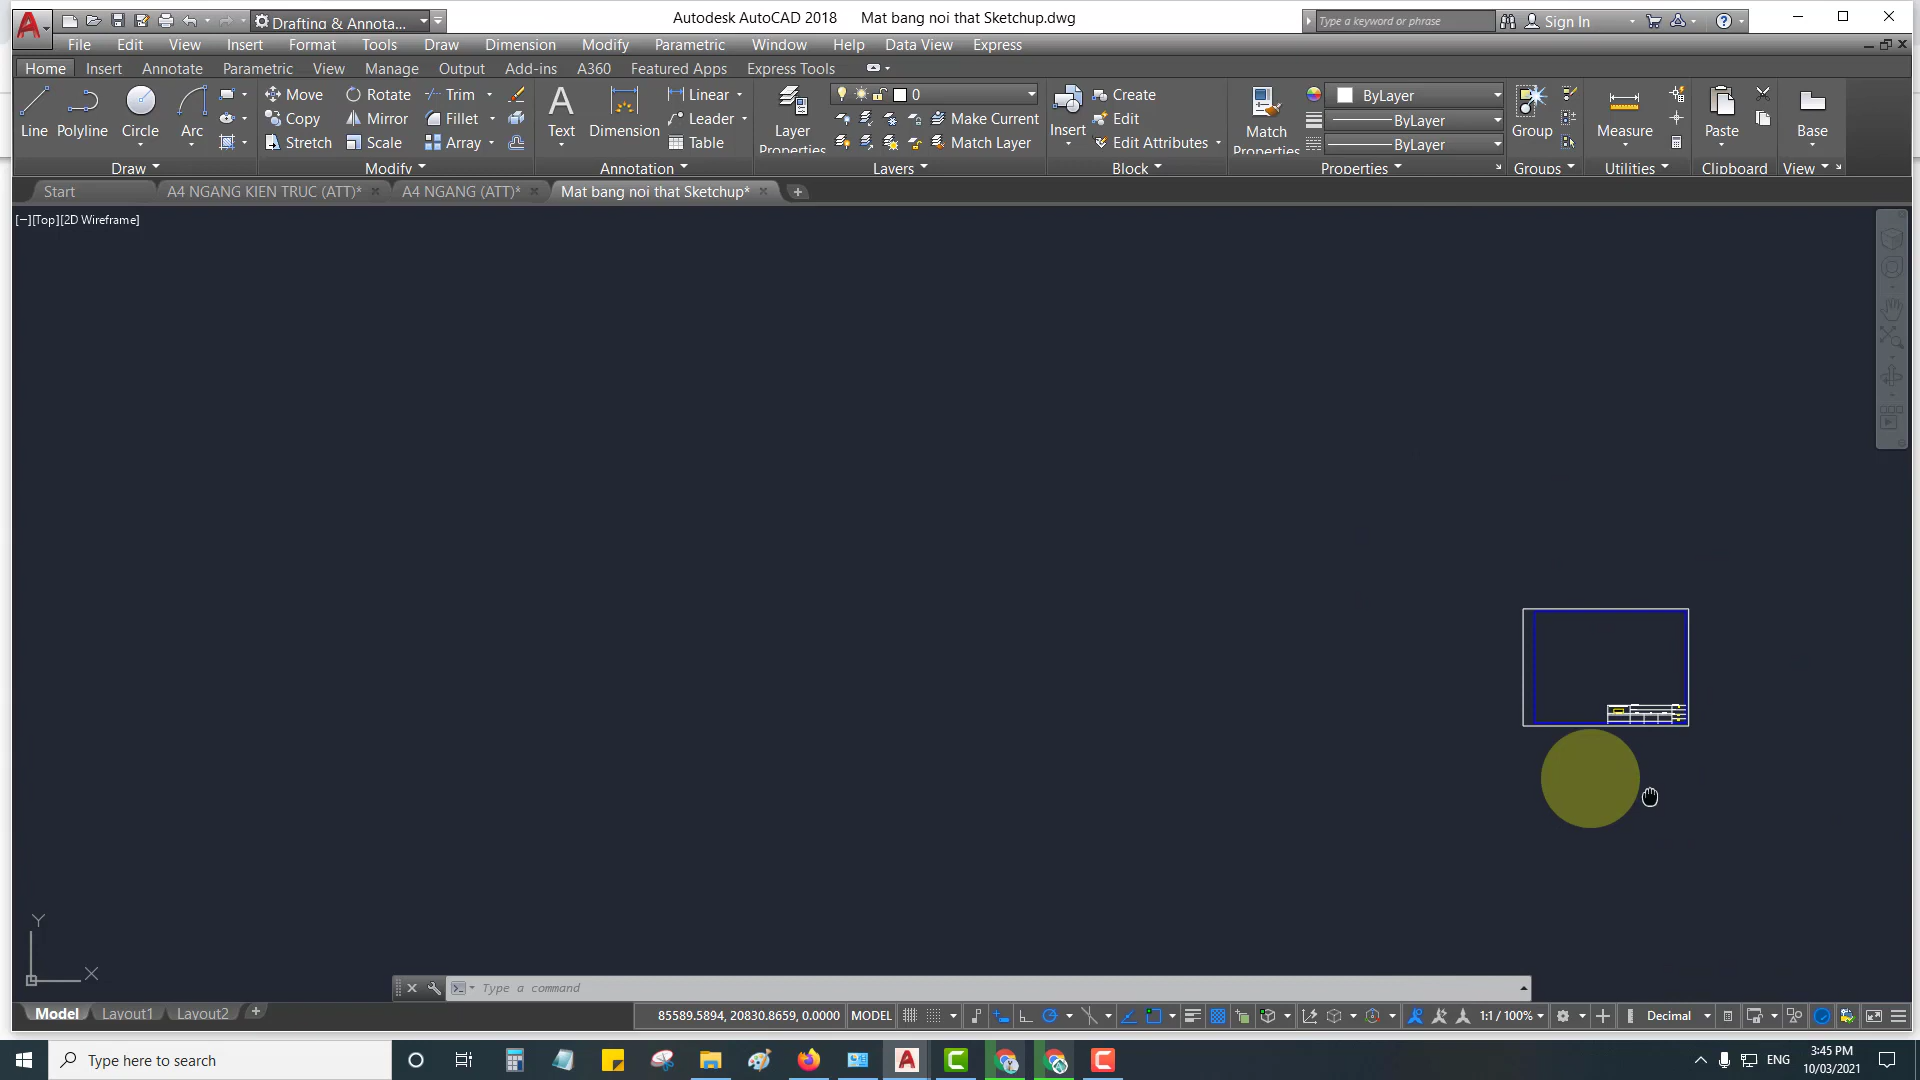 Drafting & Annota...
Autodesk AutoCAD 2018 Mat bang noi that Sketchup.dwg
Type a keyword or phrase
Sign In
File Edit View Insert Format Tools Draw Dimension Modify Parametric Window Help Data View Express
Home Insert Annotate Parametric View Manage Output Add-ins A360 Featured Apps Express Tools
Move Rotate Trim Linear 0 Create ByLayer
Copy Mirror Fillet Leader Make Current Edit ByLayer
Line Polyline Circle Arc Text Dimension Layer Insert Match Group Measure Paste Base
Stretch Scale Array Table Properties Match Layer Edit Attributes Properties ByLayer
Draw Modify Annotation Layers Block Properties Groups Utilities Clipboard View
Start A4 NGANG KIEN TRUC (ATT)* A4 NGANG (ATT)* Mat bang noi that Sketchup*
[−][Top][2D Wireframe]
Y
X
Type a command
Model Layout1 Layout2 85589.5894, 20830.8659, 0.0000 MODEL 1:1 / 100% Decimal
Type here to search
ENG
3:45 PM
10/03/2021